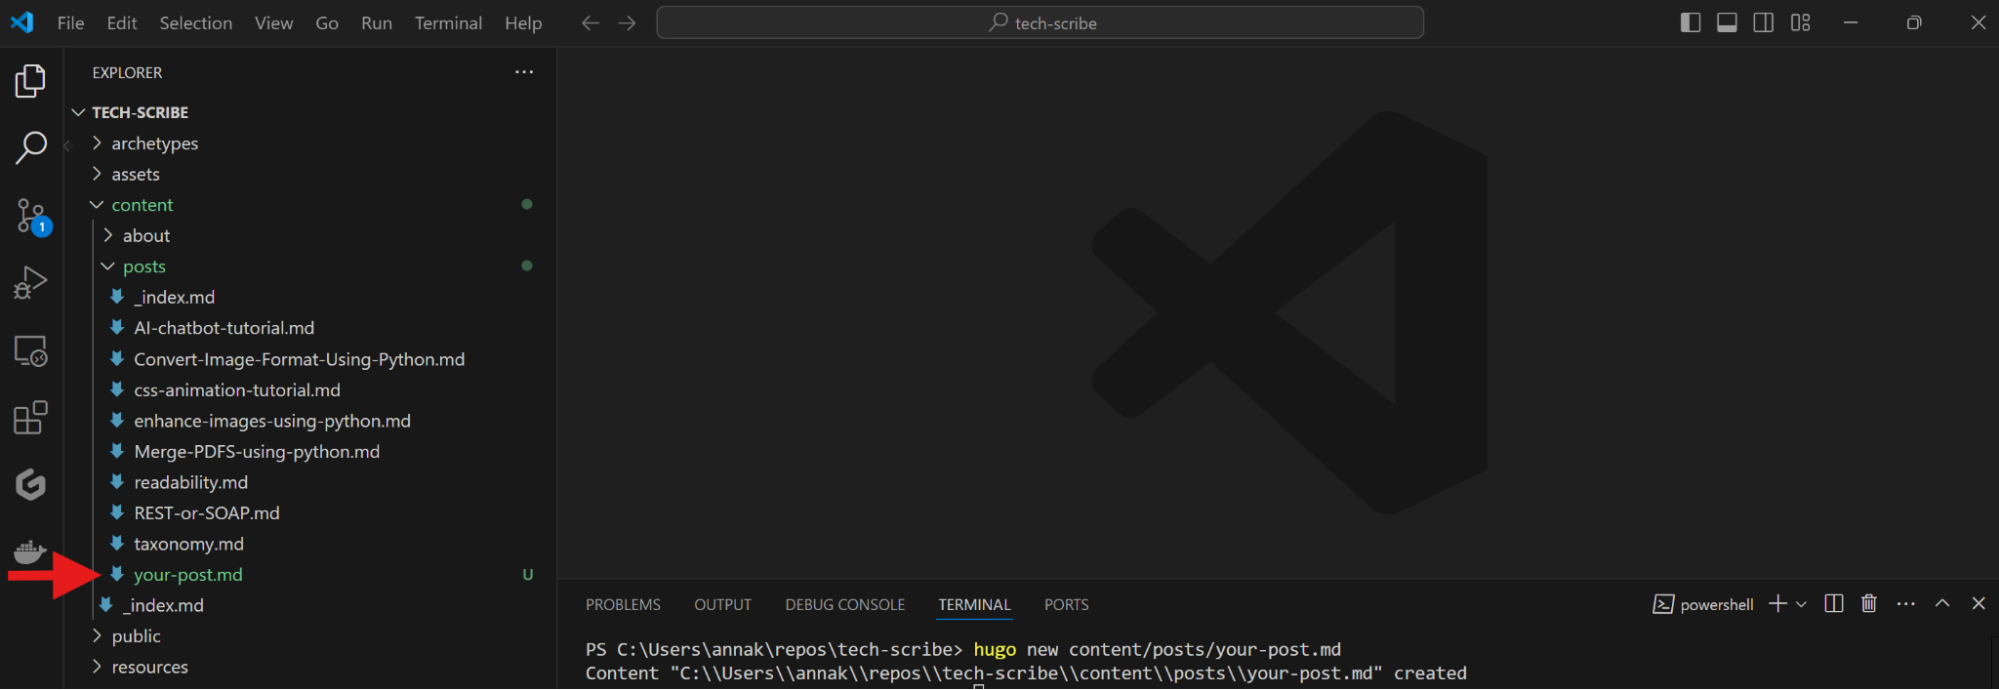 File Edit Selection View Go Run Terminal Help
tech-scribe
EXPLORER
TECH-SCRIBE
archetypes
assets
content
about
posts
_index.md
AI-chatbot-tutorial.md
Convert-Image-Format-Using-Python.md
css-animation-tutorial.md
enhance-images-using-python.md
Merge-PDFS-using-python.md
readability.md
REST-or-SOAP.md
taxonomy.md
your-post.md U
_index.md
public
resources
1
PROBLEMS OUTPUT DEBUG CONSOLE TERMINAL PORTS
powershell
PS C:\Users\annak\repos\tech-scribe> hugo new content/posts/your-post.md
Content "C:\\Users\\annak\\repos\\tech-scribe\\content\\posts\\your-post.md" created